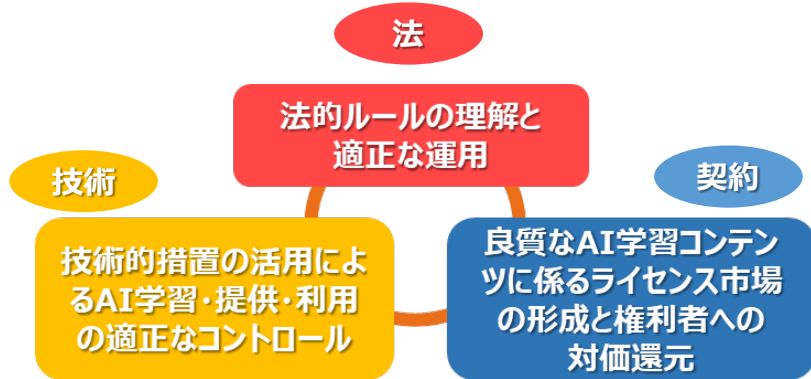 法
法的ルールの理解と
適正な運用
技術
技術的措置の活用によ
るAI学習・提供・利用
の適正なコントロール
契約
良質なAI学習コンテン
ツに係るライセンス市場
の形成と権利者への
対価還元